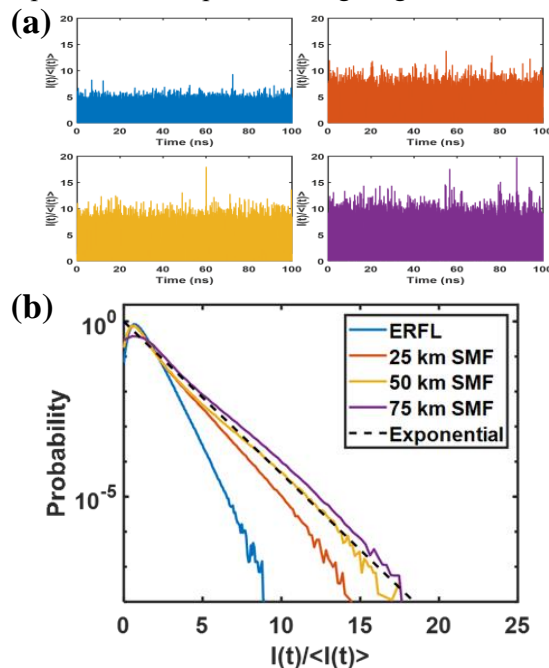 (a)
20
15
10
5
0
I(t)/<I(t)>
0 20 40 60 80 100
Time (ns)
20
15
10
5
0
I(t)/<I(t)>
0 20 40 60 80 100
Time (ns)
20
15
10
5
0
I(t)/<I(t)>
0 20 40 60 80 100
Time (ns)
20
15
10
5
0
I(t)/<I(t)>
0 20 40 60 80 100
Time (ns)
(b)
10^0
10^-5
Probability
ERFL
25 km SMF
50 km SMF
75 km SMF
Exponential
0 5 10 15 20 25
I(t)/<I(t)>